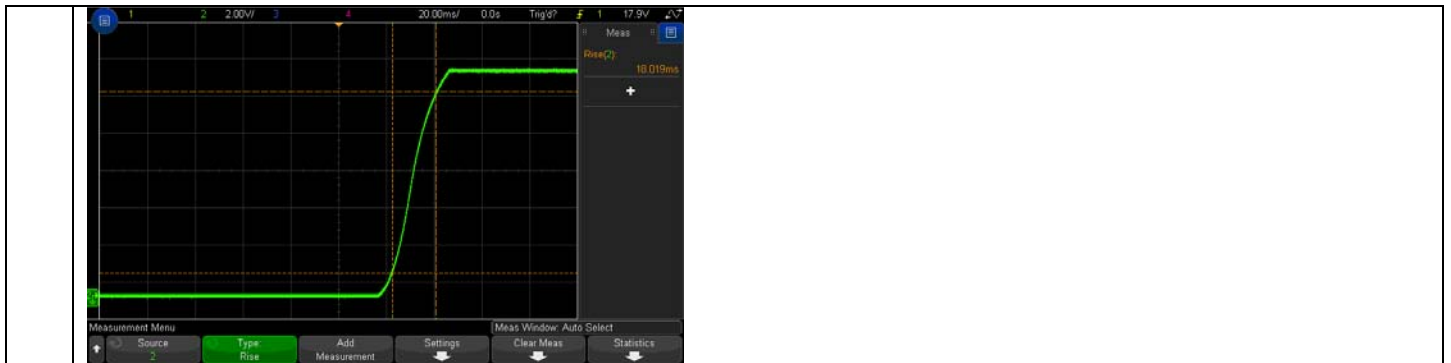 1 2 2.00V/ 3 4 20.00ms/ 0.0s Trig'd? 1 17.9V
Meas
Rise(2):
18.019ms
+
Measurement Menu
Meas Window: Auto Select
Source
2
Type:
Rise
Add
Measurement
Settings
Clear Meas
Statistics